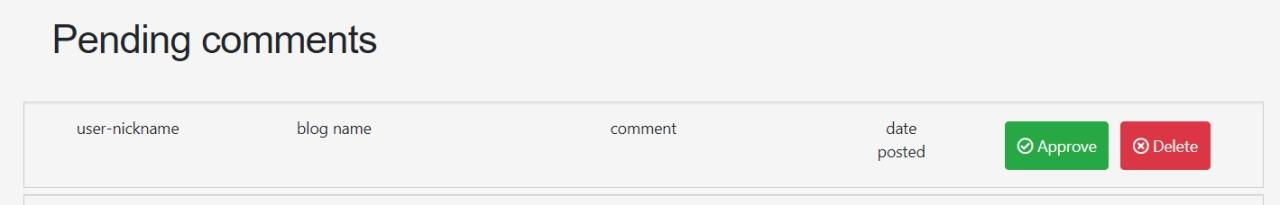 Pending comments
user-nickname blog name comment date posted Approve Delete